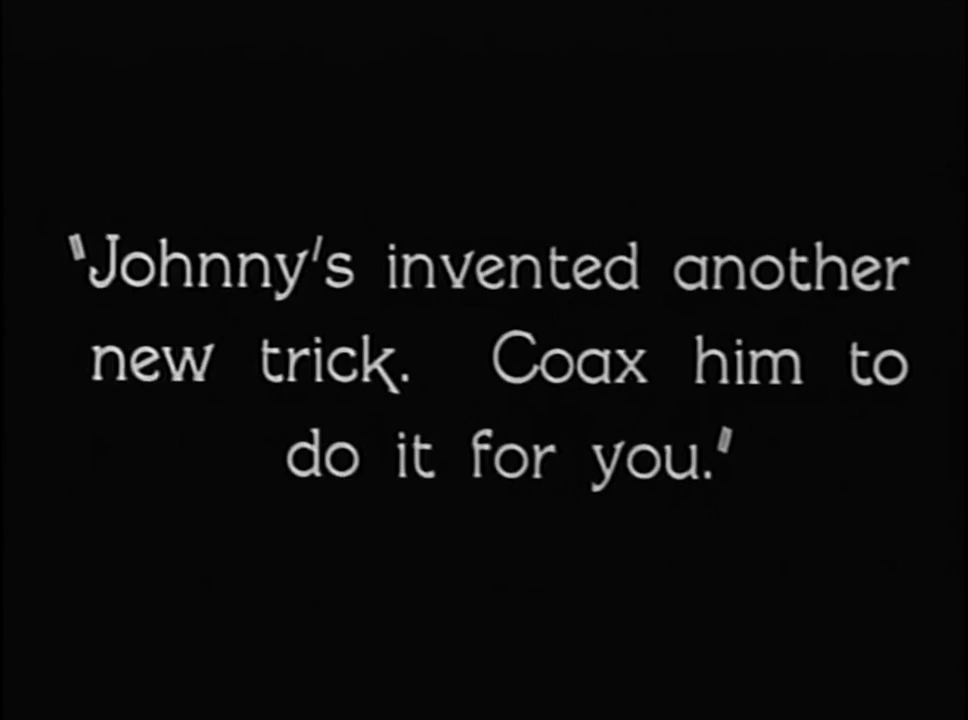 "Johnny's invented another
new trick. Coax him to
do it for you."